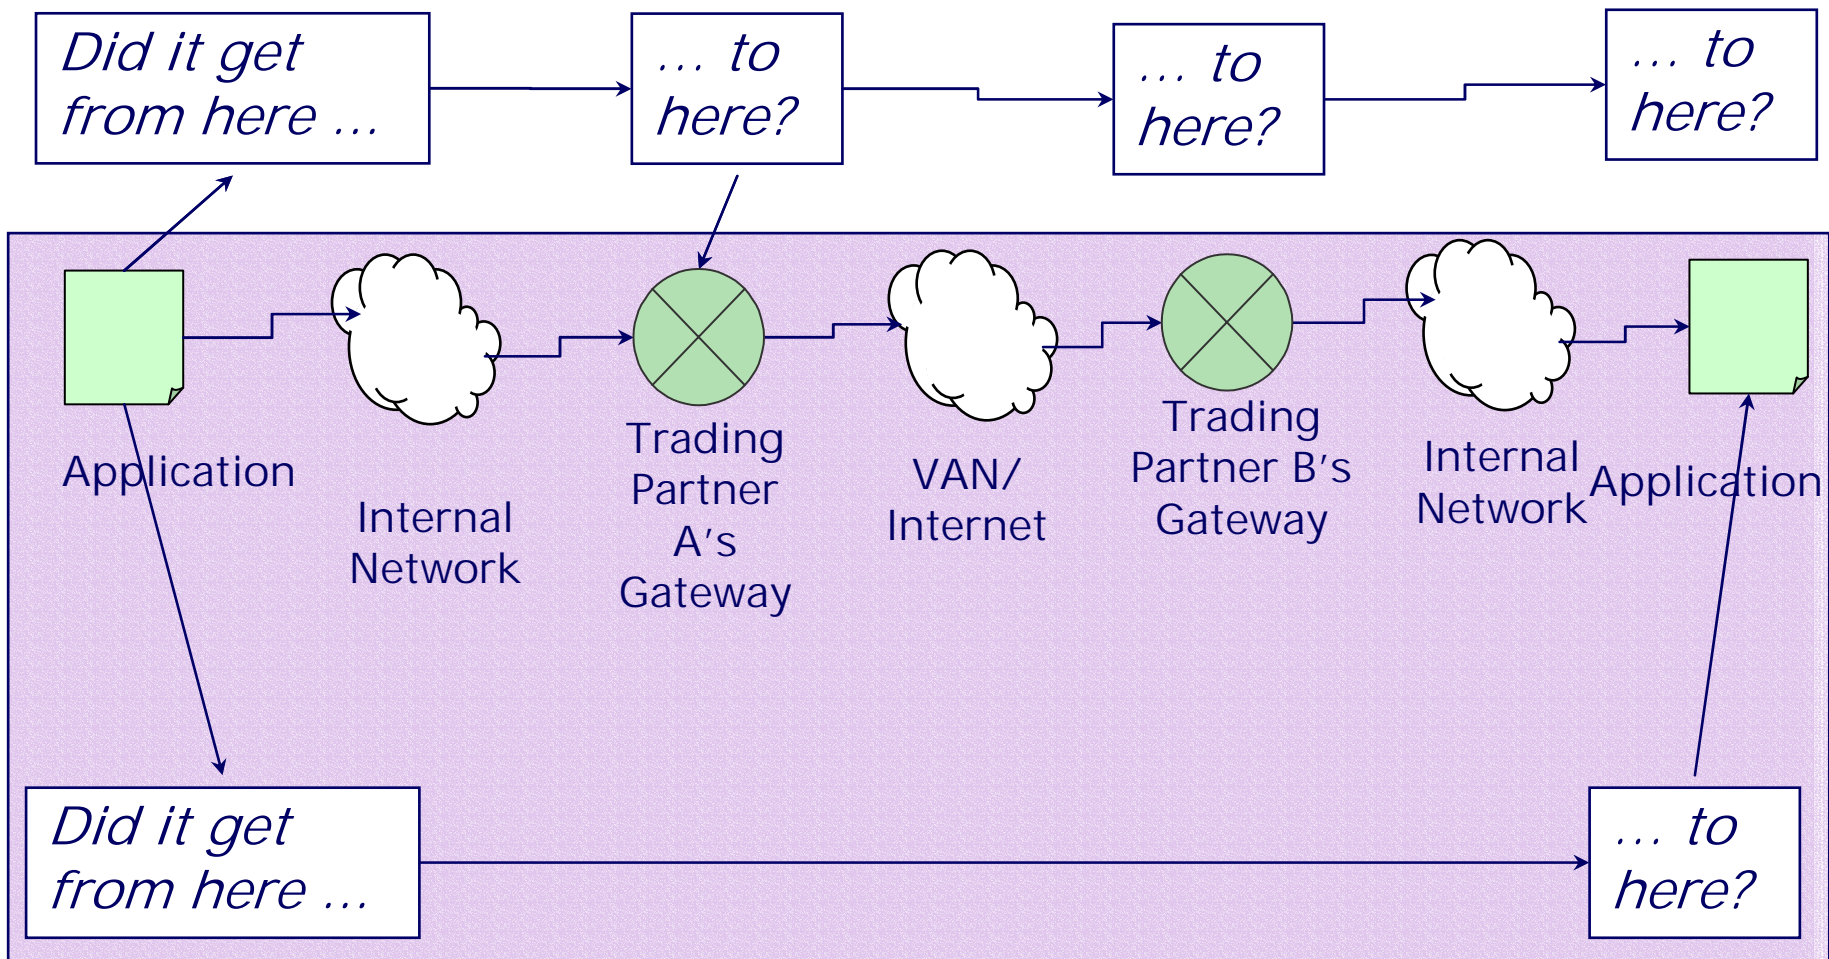 Did it get
from here ...
... to
here?
... to
here?
... to
here?
Application
Internal
Network
Trading
Partner
A's
Gateway
VAN/
Internet
Trading
Partner B's
Gateway
Internal
Network
Application
Did it get
from here ...
... to
here?